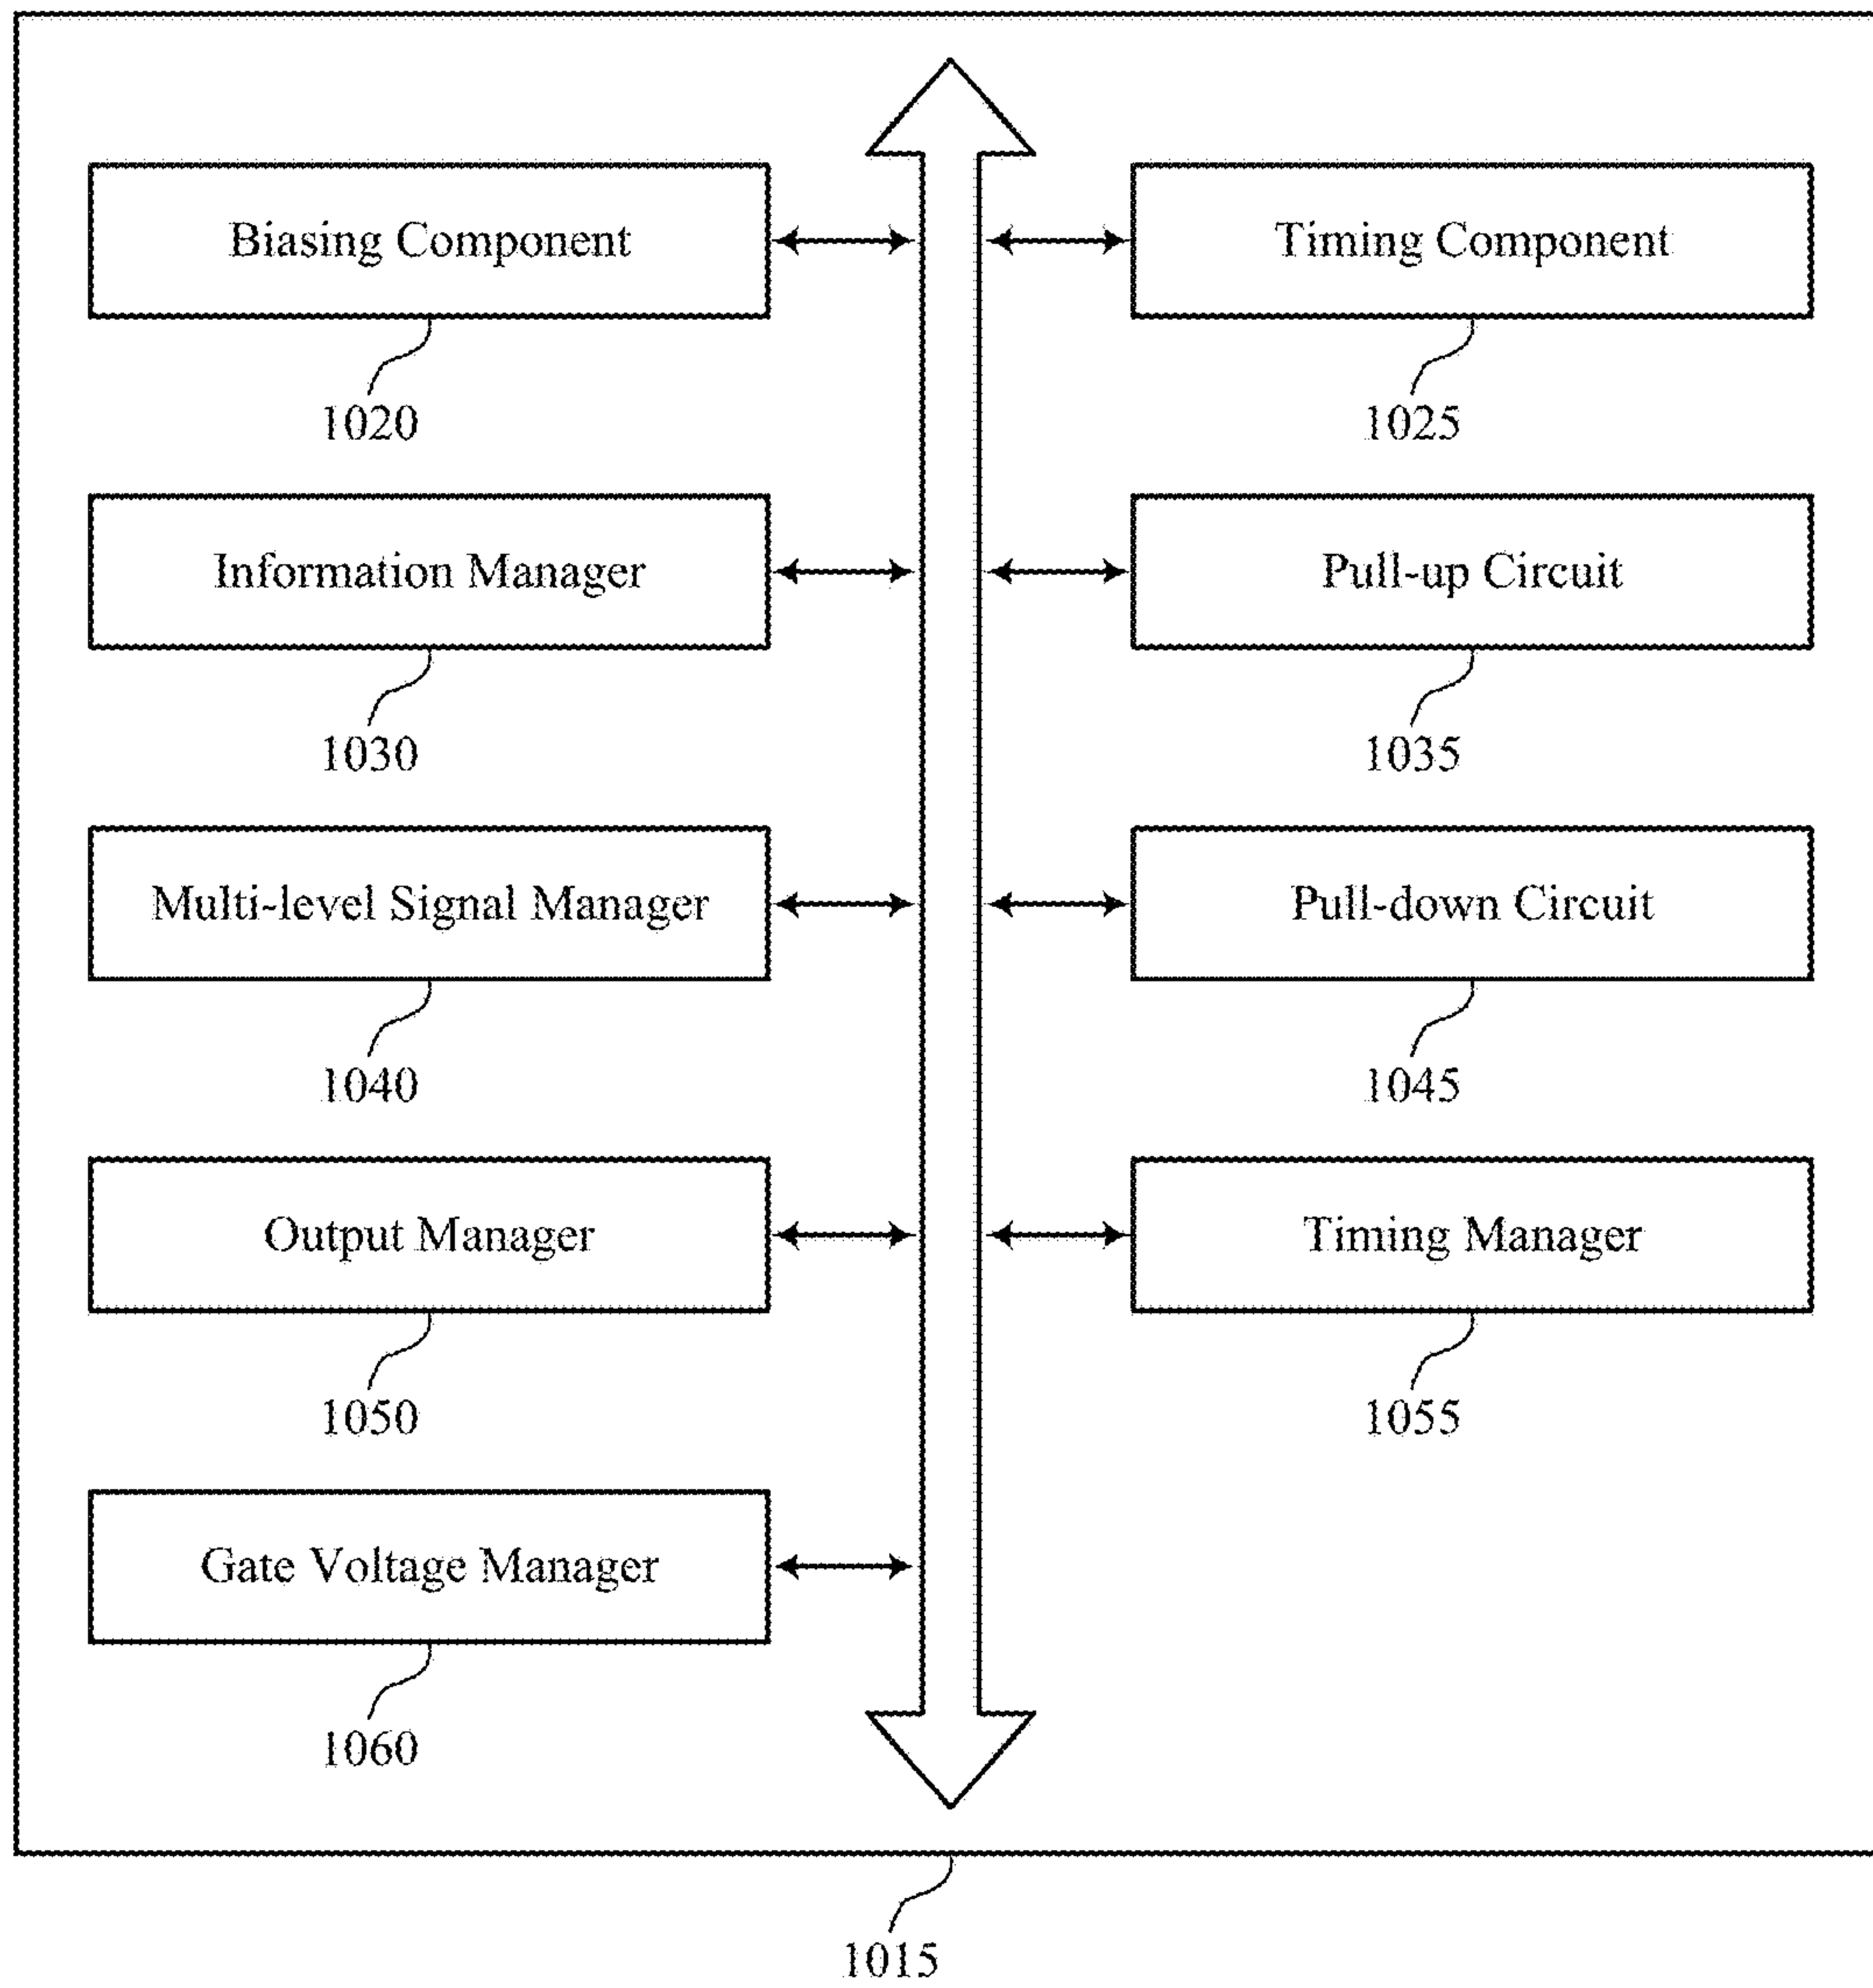 Biasing Component
Timing Component
1020
1025
Information Manager
Pull-up Circuit
1030
1035
Multi-level Signal Manager
Pull-down Circuit
1040
1045
Output Manager
Timing Manager
1050
1055
Gate Voltage Manager
1060
1015